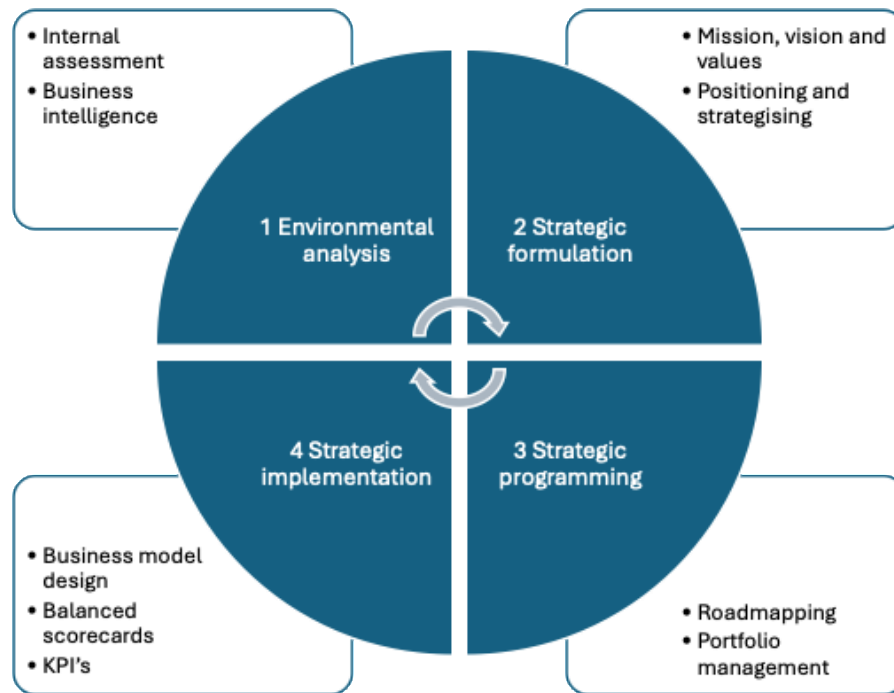 • Internal
assessment
• Business
intelligence
• Mission, vision and
values
• Positioning and
strategising
1 Environmental
analysis
2 Strategic
formulation
4 Strategic
implementation
3 Strategic
programming
• Business model
design
• Balanced
scorecards
• KPI's
• Roadmapping
• Portfolio
management